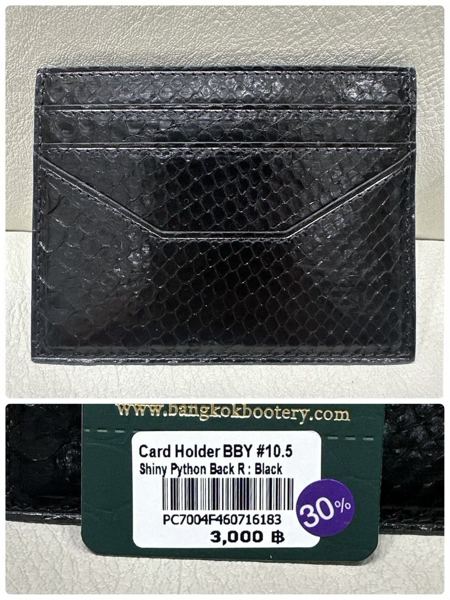 www.bangkokbootery.com
Card Holder BBY #10.5
Shiny Python Back R : Black
PC7004F460716183
3,000 ฿
30%